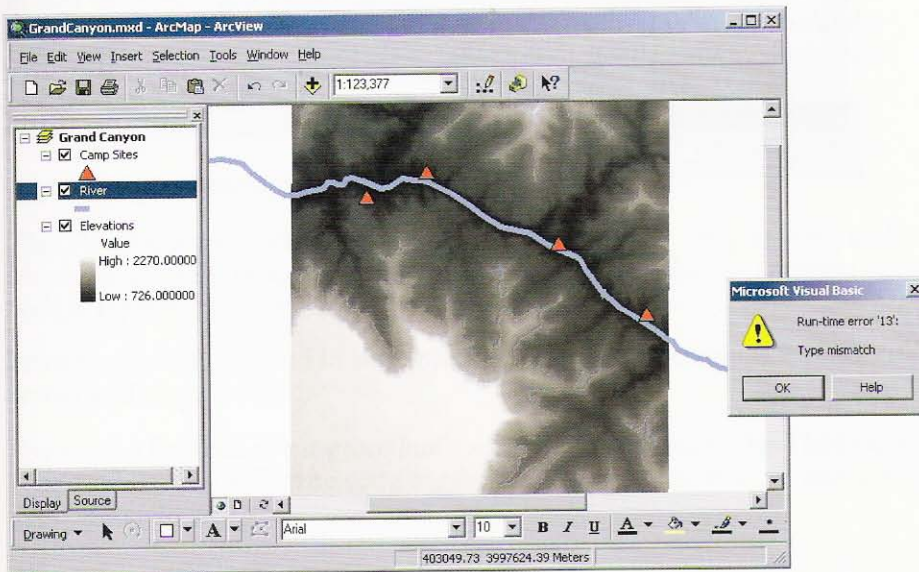 GrandCanyon.mxd - ArcMap - ArcView
File Edit View Insert Selection Tools Window Help
1:123,377
Grand Canyon
Camp Sites
River
Elevations
Value
High : 2270.00000
Low : 726.000000
Microsoft Visual Basic
Run-time error '13':
Type mismatch
OK Help
Display Source
Drawing A Arial 10 B I U A
403049.73 3997624.39 Meters